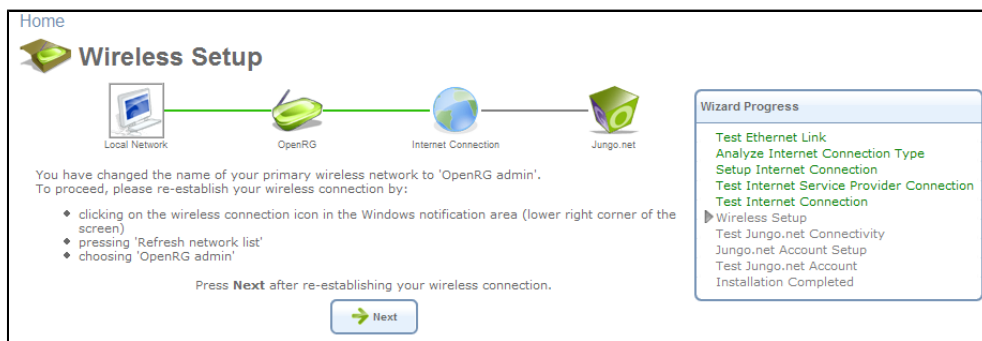 Home
Wireless Setup
Local Network
OpenRG
Internet Connection
Jungo.net
You have changed the name of your primary wireless network to 'OpenRG admin'.
To proceed, please re-establish your wireless connection by:
clicking on the wireless connection icon in the Windows notification area (lower right corner of the
screen)
pressing 'Refresh network list'
choosing 'OpenRG admin'
Press Next after re-establishing your wireless connection.
Next
Wizard Progress
Test Ethernet Link
Analyze Internet Connection Type
Setup Internet Connection
Test Internet Service Provider Connection
Test Internet Connection
Wireless Setup
Test Jungo.net Connectivity
Jungo.net Account Setup
Test Jungo.net Account
Installation Completed